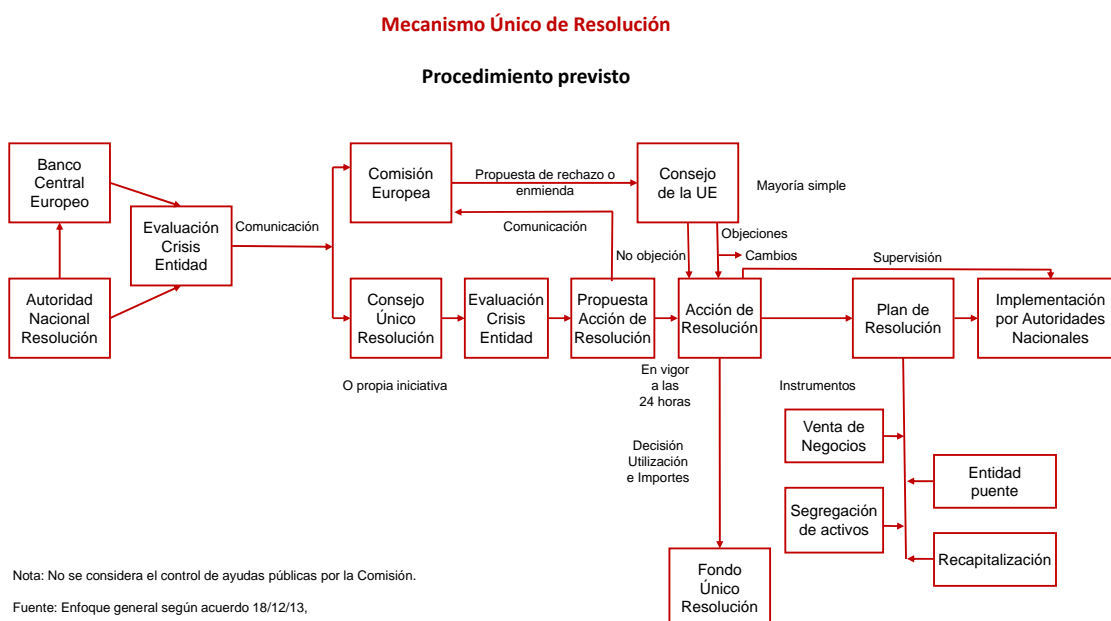 Mecanismo Único de Resolución
Procedimiento previsto
Banco
Central
Europeo
Evaluación
Crisis
Entidad
Autoridad
Nacional
Resolución
Comunicación
Comisión
Europea
Propuesta de rechazo o
enmienda
Comunicación
Consejo
de la UE
Mayoría simple
No objeción
Objeciones
Cambios
Supervisión
Consejo
Único
Resolución
O propia iniciativa
Evaluación
Crisis
Entidad
Propuesta
Acción de
Resolución
Acción
de Resolución
Plan de
Resolución
Implementación
por Autoridades
Nacionales
En vigor
a las
24 horas
Decisión
Utilización
e Importes
Instrumentos
Venta de
Negocios
Entidad
puente
Segregación
de activos
Recapitalización
Fondo
Único
Resolución
Nota: No se considera el control de ayudas públicas por la Comisión.
Fuente: Enfoque general según acuerdo 18/12/13,